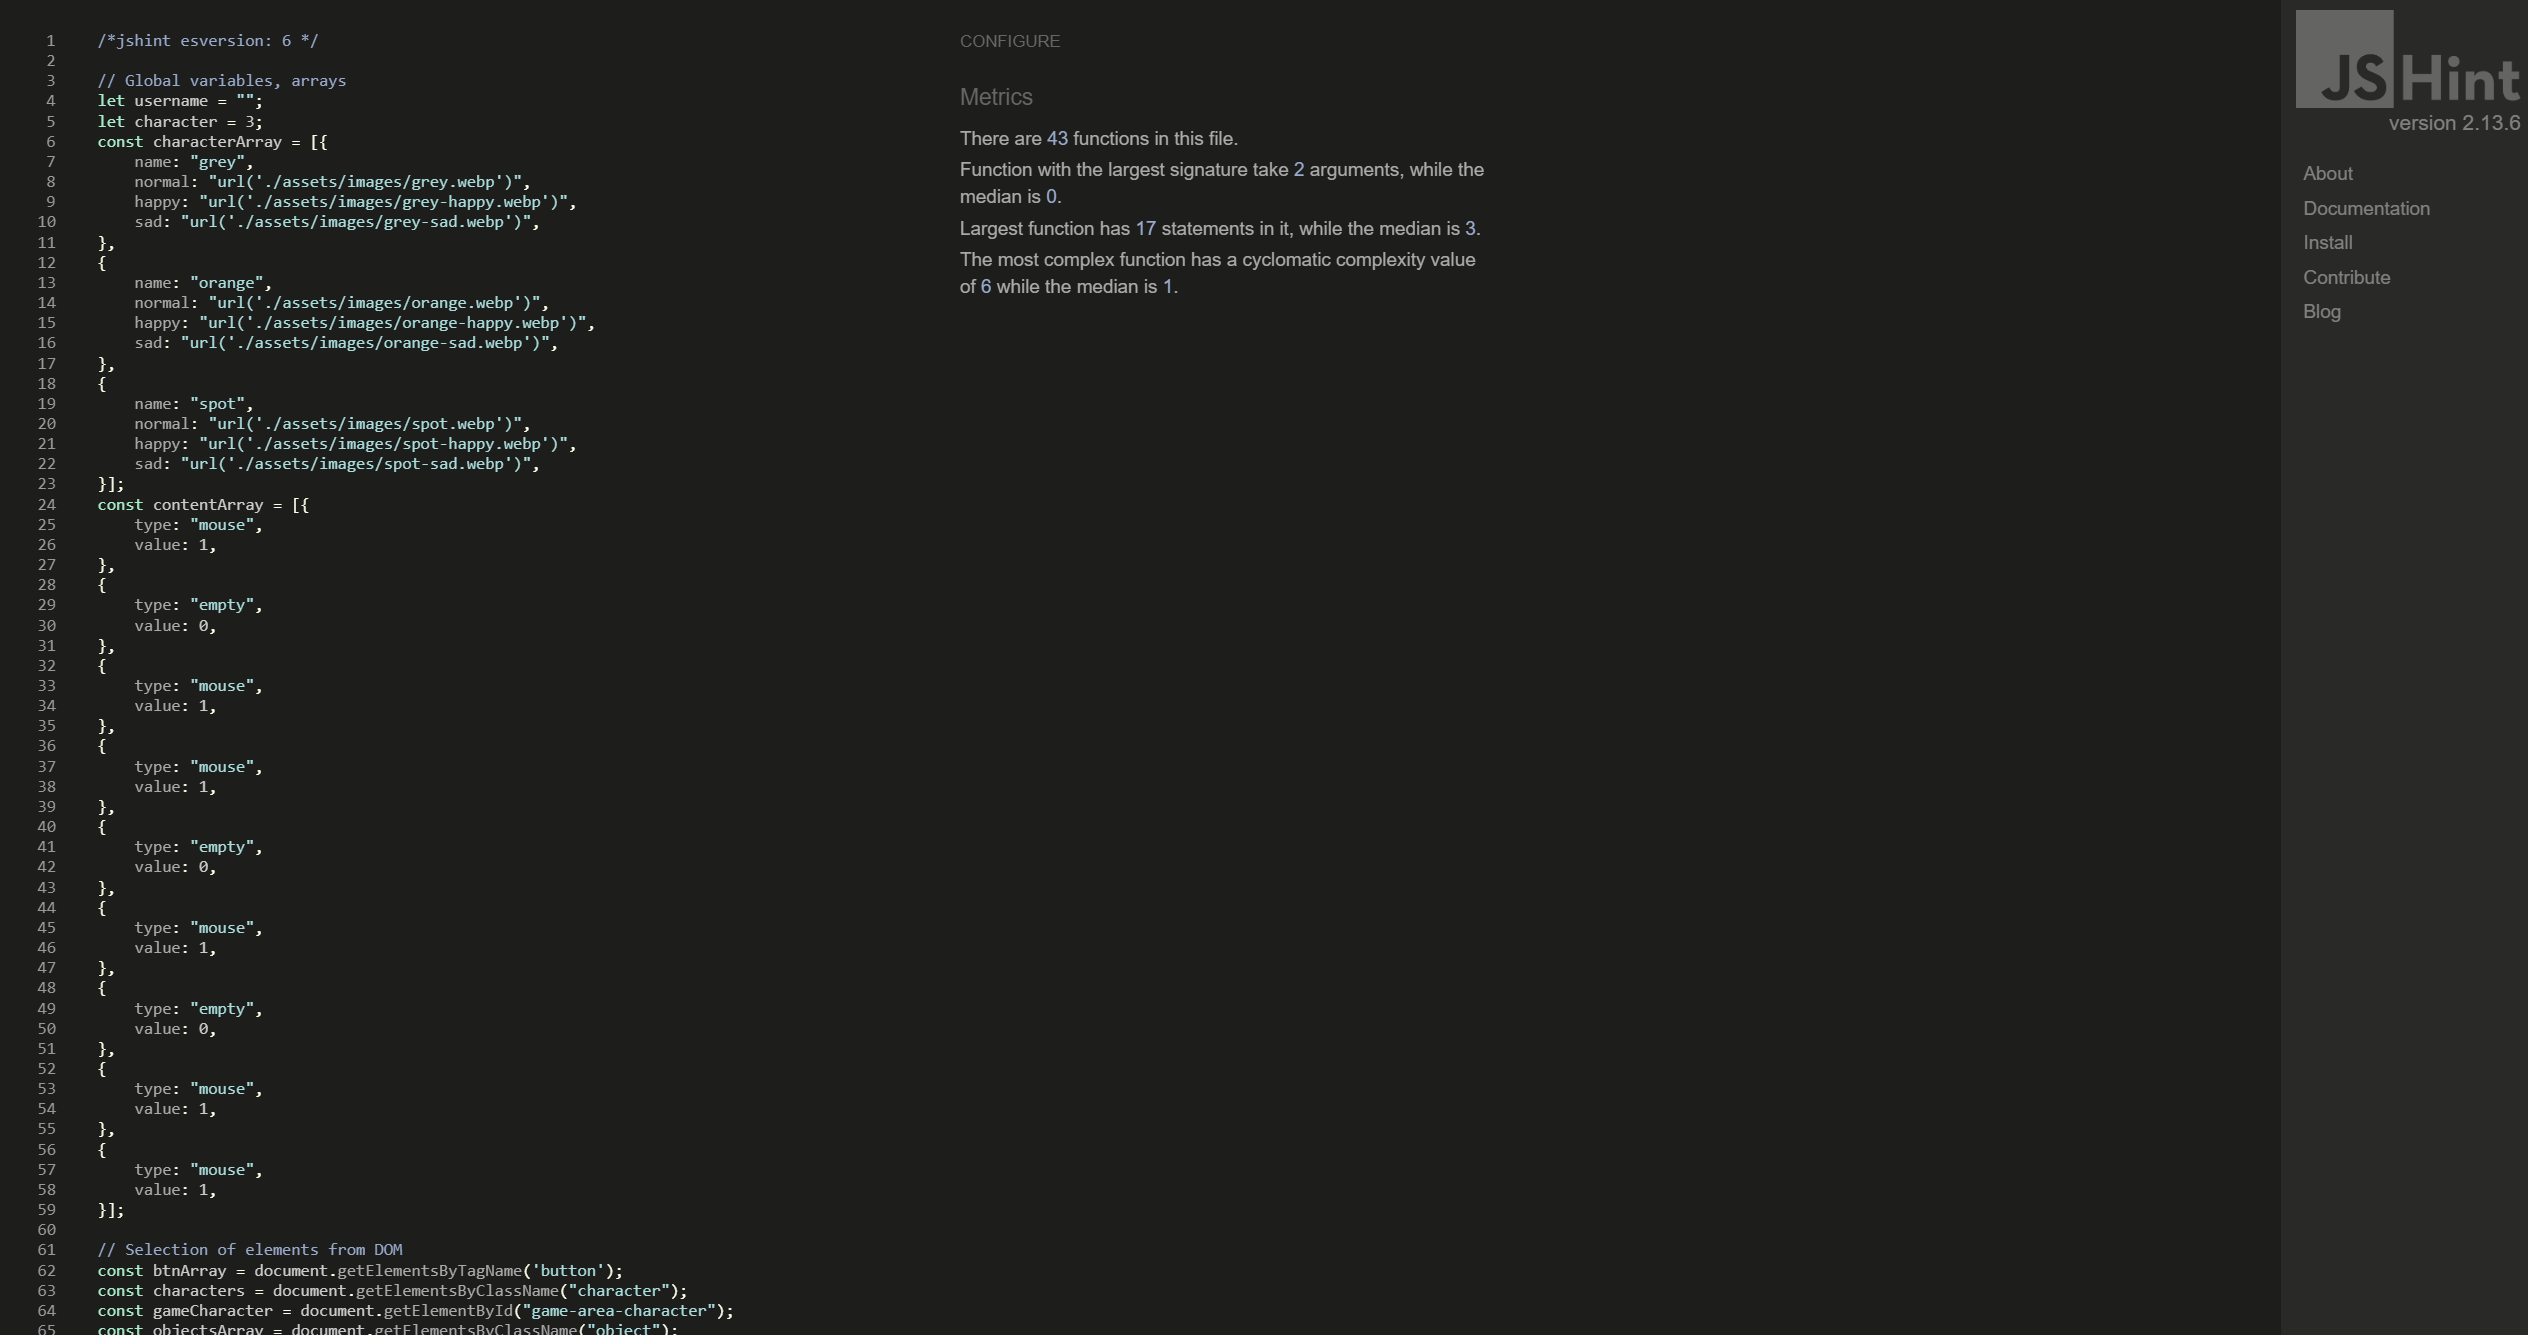 1 /*jshint esversion: 6 */
2
3 // Global variables, arrays
4 let username = "";
5 let character = 3;
6 const characterArray = [{
7 name: "grey",
8 normal: "url('./assets/images/grey.webp')",
9 happy: "url('./assets/images/grey-happy.webp')",
10 sad: "url('./assets/images/grey-sad.webp')",
11 },
12 {
13 name: "orange",
14 normal: "url('./assets/images/orange.webp')",
15 happy: "url('./assets/images/orange-happy.webp')",
16 sad: "url('./assets/images/orange-sad.webp')",
17 },
18 {
19 name: "spot",
20 normal: "url('./assets/images/spot.webp')",
21 happy: "url('./assets/images/spot-happy.webp')",
22 sad: "url('./assets/images/spot-sad.webp')",
23 }];
24 const contentArray = [{
25 type: "mouse",
26 value: 1,
27 },
28 {
29 type: "empty",
30 value: 0,
31 },
32 {
33 type: "mouse",
34 value: 1,
35 },
36 {
37 type: "mouse",
38 value: 1,
39 },
40 {
41 type: "empty",
42 value: 0,
43 },
44 {
45 type: "mouse",
46 value: 1,
47 },
48 {
49 type: "empty",
50 value: 0,
51 },
52 {
53 type: "mouse",
54 value: 1,
55 },
56 {
57 type: "mouse",
58 value: 1,
59 }];
60
61 // Selection of elements from DOM
62 const btnArray = document.getElementsByTagName('button');
63 const characters = document.getElementsByClassName("character");
64 const gameCharacter = document.getElementById("game-area-character");
65 const objectsArray = document.getElementsByClassName("object");
CONFIGURE
Metrics
There are 43 functions in this file.
Function with the largest signature take 2 arguments, while the
median is 0.
Largest function has 17 statements in it, while the median is 3.
The most complex function has a cyclomatic complexity value
of 6 while the median is 1.
JSHint
version 2.13.6
About
Documentation
Install
Contribute
Blog